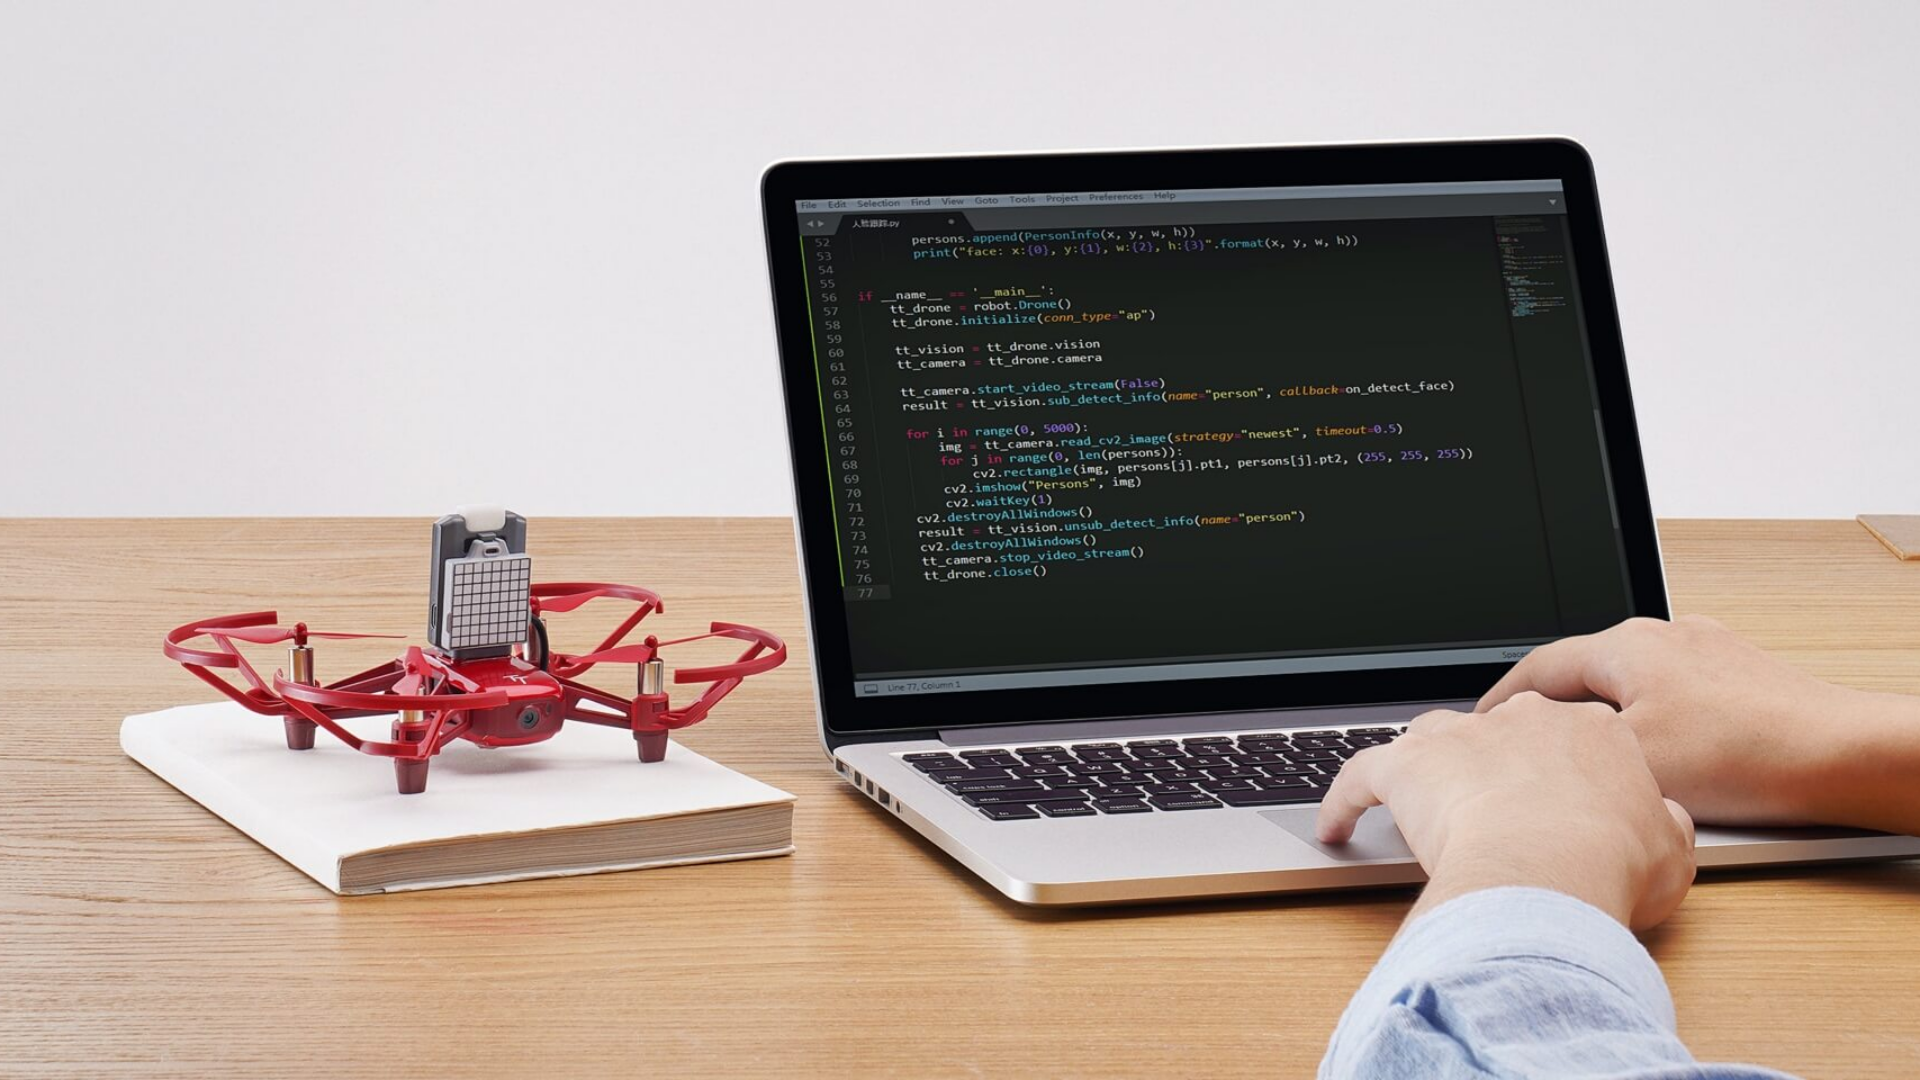 File Edit Selection Find View Goto Tools Project Preferences Help
人脸跟踪.py
52 persons.append(PersonInfo(x, y, w, h))
53 print("face: x:{0}, y:{1}, w:{2}, h:{3}".format(x, y, w, h))
54
55
56 if __name__ == '__main__':
57 tt_drone = robot.Drone()
58 tt_drone.initialize(conn_type="ap")
59
60 tt_vision = tt_drone.vision
61 tt_camera = tt_drone.camera
62
63 tt_camera.start_video_stream(False)
64 result = tt_vision.sub_detect_info(name="person", callback=on_detect_face)
65
66 for i in range(0, 5000):
67 img = tt_camera.read_cv2_image(strategy="newest", timeout=0.5)
68 for j in range(0, len(persons)):
69 cv2.rectangle(img, persons[j].pt1, persons[j].pt2, (255, 255, 255))
70 cv2.imshow("Persons", img)
71 cv2.waitKey(1)
72 cv2.destroyAllWindows()
73 result = tt_vision.unsub_detect_info(name="person")
74 cv2.destroyAllWindows()
75 tt_camera.stop_video_stream()
76 tt_drone.close()
77
Line 77, Column 1
TT
control option command